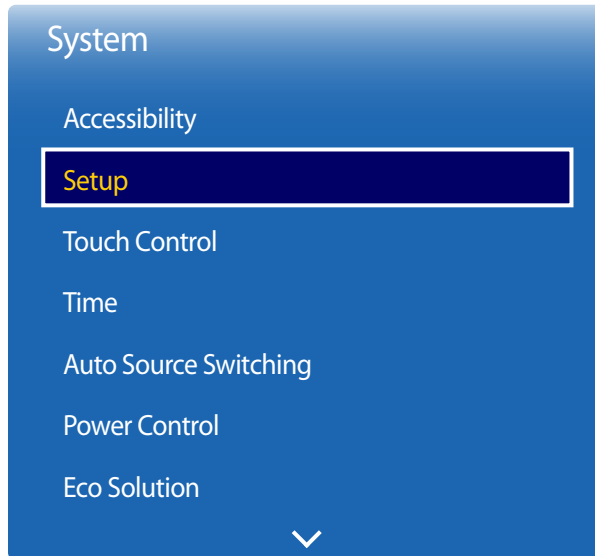 System
Accessibility
Setup
Touch Control
Time
Auto Source Switching
Power Control
Eco Solution